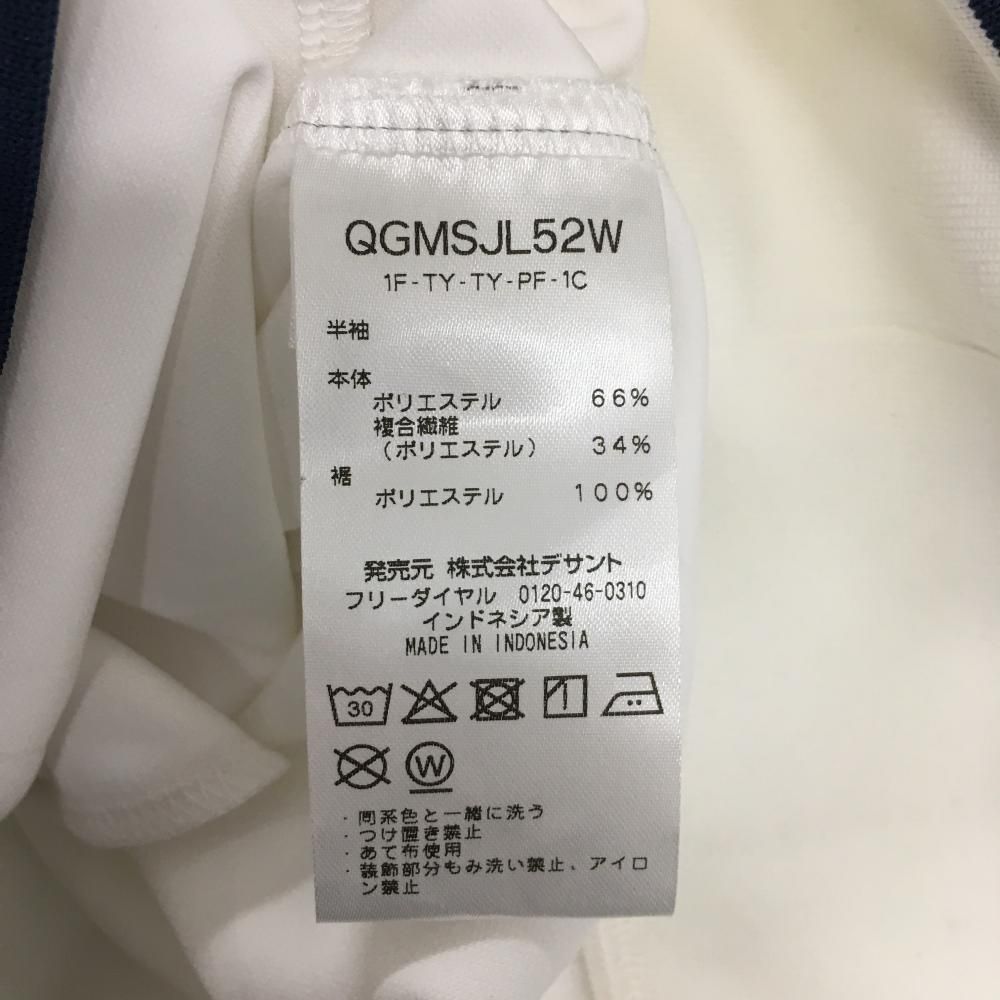 QGMSJL52W
1F-TY-TY-PF-1C
半袖
本体
ポリエステル 66%
複合繊維
(ポリエステル) 34%
裾
ポリエステル 100%
発売元 株式会社デサント
フリーダイヤル 0120-46-0310
インドネシア製
MADE IN INDONESIA
30
W
・同系色と一緒に洗う
・つけ置き禁止
・あて布使用
・装飾部分もみ洗い禁止、アイロ
ン禁止